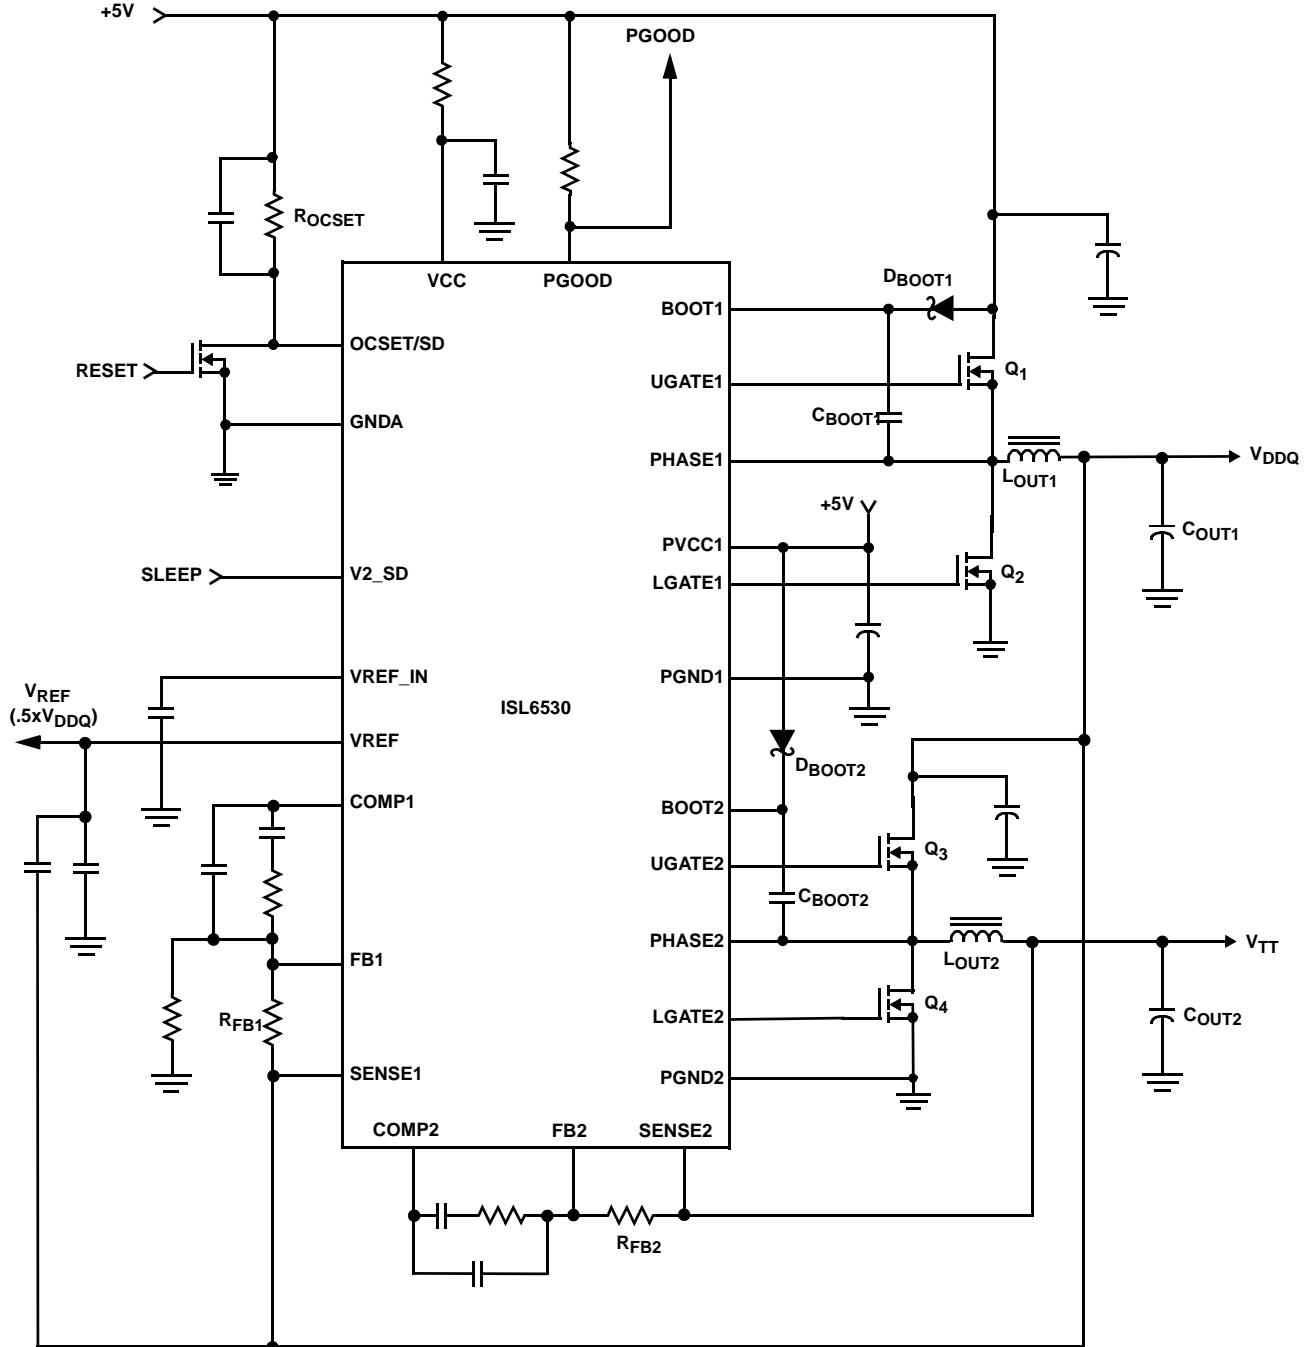 +5V
PGOOD
ROCSET
VCC
PGOOD
DBOOT1
BOOT1
OCSET/SD
RESET
UGATE1
Q1
CBOOT1
GNDA
PHASE1
LOUT1
VDDQ
+5V
COUT1
PVCC1
SLEEP
V2_SD
LGATE1
Q2
VREF_IN
PGND1
VREF
(.5xVDDQ)
ISL6530
VREF
DBOOT2
COMP1
BOOT2
UGATE2
Q3
CBOOT2
PHASE2
LOUT2
VTT
FB1
RFB1
LGATE2
Q4
COUT2
SENSE1
PGND2
COMP2
FB2
SENSE2
RFB2